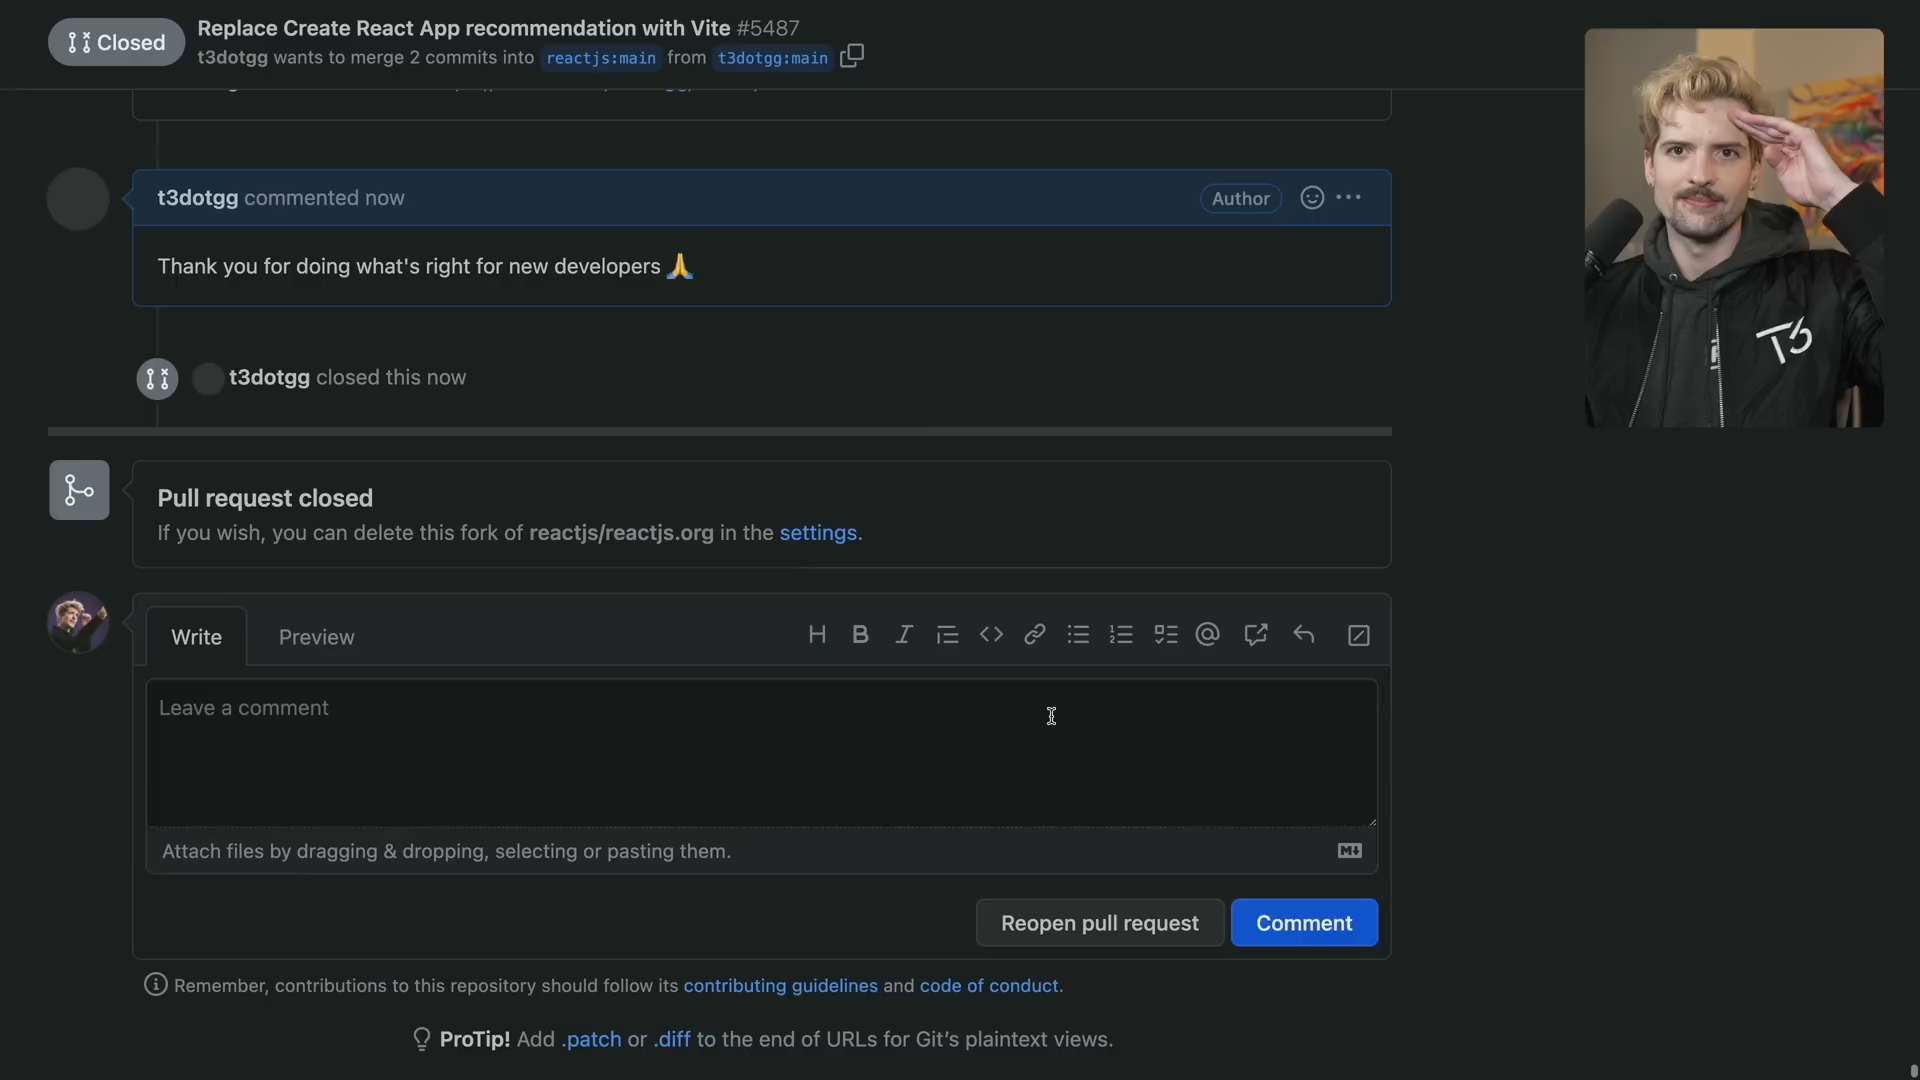 Closed
Replace Create React App recommendation with Vite #5487
t3dotgg wants to merge 2 commits into reactjs:main from t3dotgg:main
t3dotgg commented now
Author
Thank you for doing what's right for new developers 🙏
t3dotgg closed this now
Pull request closed
If you wish, you can delete this fork of reactjs/reactjs.org in the settings.
Write
Preview
Leave a comment
Attach files by dragging & dropping, selecting or pasting them.
Reopen pull request
Comment
Remember, contributions to this repository should follow its contributing guidelines and code of conduct.
ProTip! Add .patch or .diff to the end of URLs for Git’s plaintext views.
T3